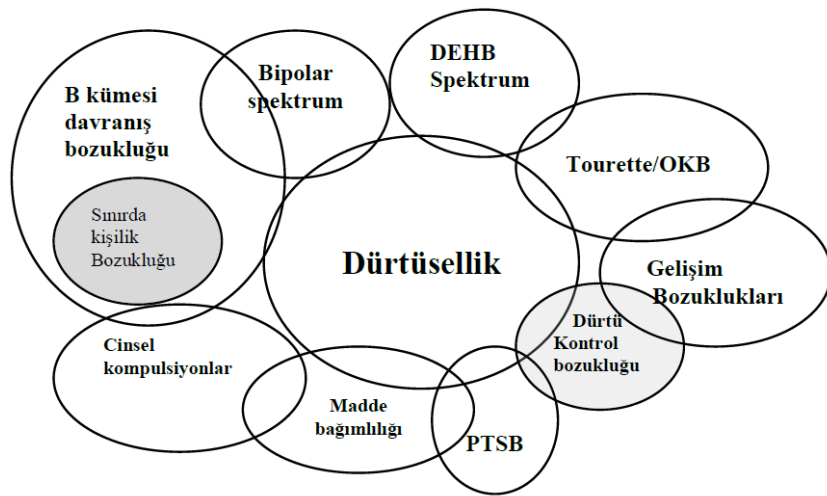 B kümesi
davranış
bozukluğu
Bipolar
spektrum
DEHB
Spektrum
Tourette/OKB
Sınırda
kişilik
Bozukluğu
Dürtüsellik
Gelişim
Bozuklukları
Dürtü
Kontrol
bozukluğu
Cinsel
kompulsiyonlar
Madde
bağımlılığı
PTSB